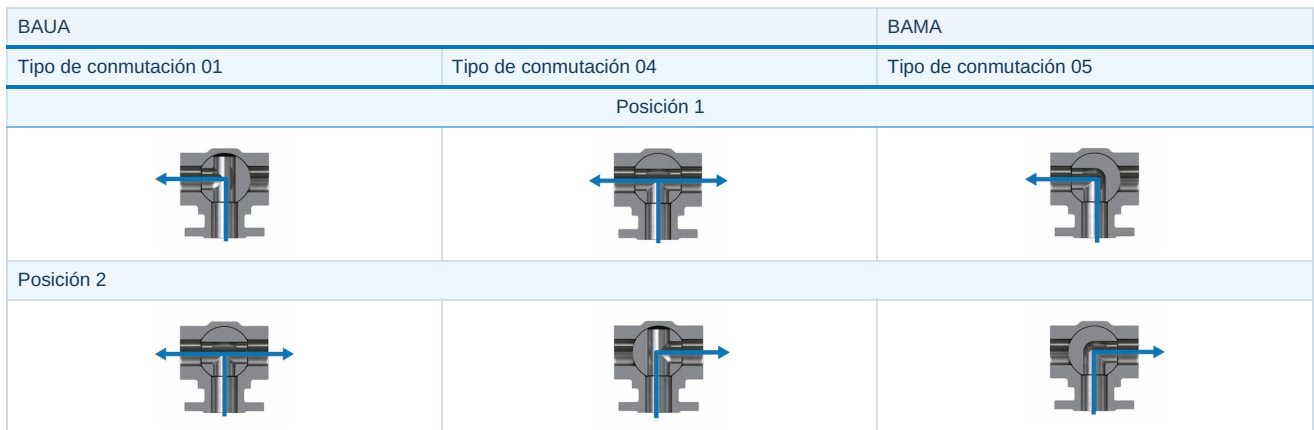 BAUA
BAMA
Tipo de conmutación 01
Tipo de conmutación 04
Tipo de conmutación 05
Posición 1
Posición 2